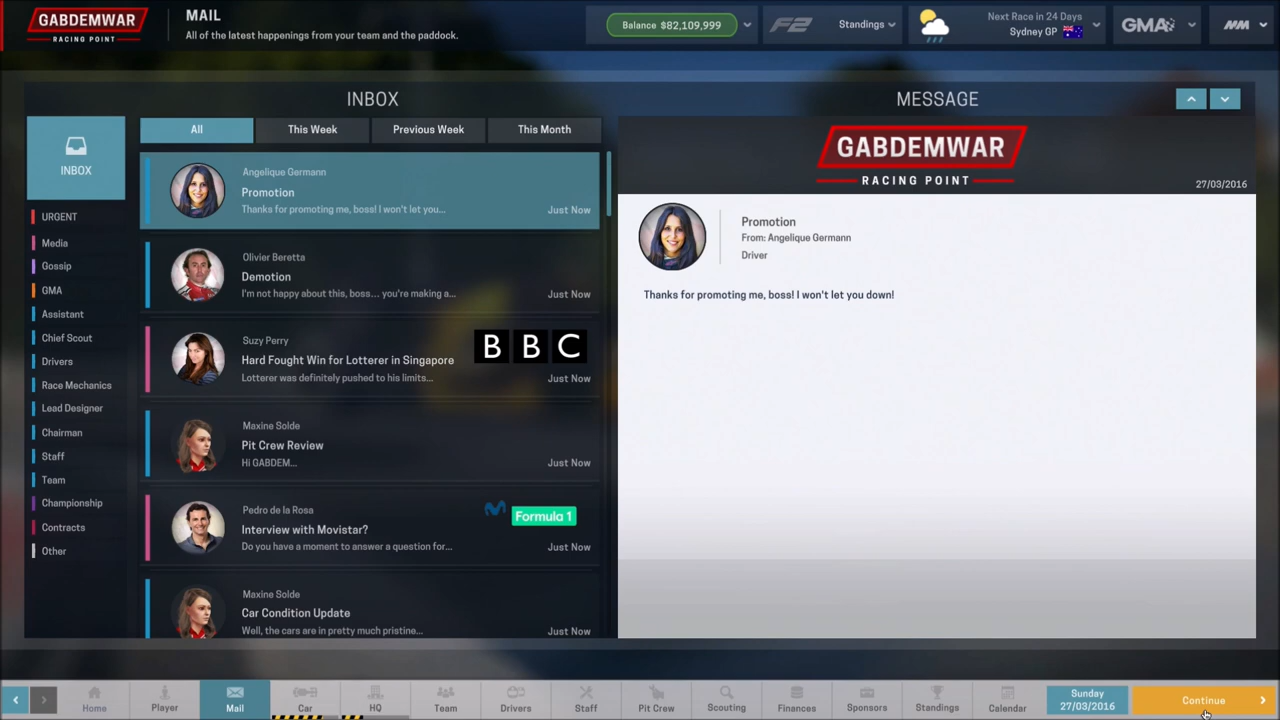 GABDEMWAR
RACING POINT
MAIL
All of the latest happenings from your team and the paddock.
Balance $82,109,999
F2
Standings
Next Race in 24 Days
Sydney GP
GMA
MM
INBOX
MESSAGE
INBOX
URGENT
Media
Gossip
GMA
Assistant
Chief Scout
Drivers
Race Mechanics
Lead Designer
Chairman
Staff
Team
Championship
Contracts
Other
All
This Week
Previous Week
This Month
Angelique Germann
Promotion
Thanks for promoting me, boss! I won't let you...
Just Now
Olivier Beretta
Demotion
I'm not happy about this, boss... you're making a...
Just Now
Suzy Perry
BBC
Hard Fought Win for Lotterer in Singapore
Lotterer was definitely pushed to his limits...
Just Now
Maxine Solde
Pit Crew Review
Hi GABDEM...
Just Now
Pedro de la Rosa
Formula 1
Interview with Movistar?
Do you have a moment to answer a question for...
Just Now
Maxine Solde
Car Condition Update
Well, the cars are in pretty much pristine...
Just Now
GABDEMWAR
RACING POINT
27/03/2016
Promotion
From: Angelique Germann
Driver
Thanks for promoting me, boss! I won't let you down!
Home
Player
Mail
Car
HQ
Team
Drivers
Staff
Pit Crew
Scouting
Finances
Sponsors
Standings
Calendar
Sunday
27/03/2016
Continue